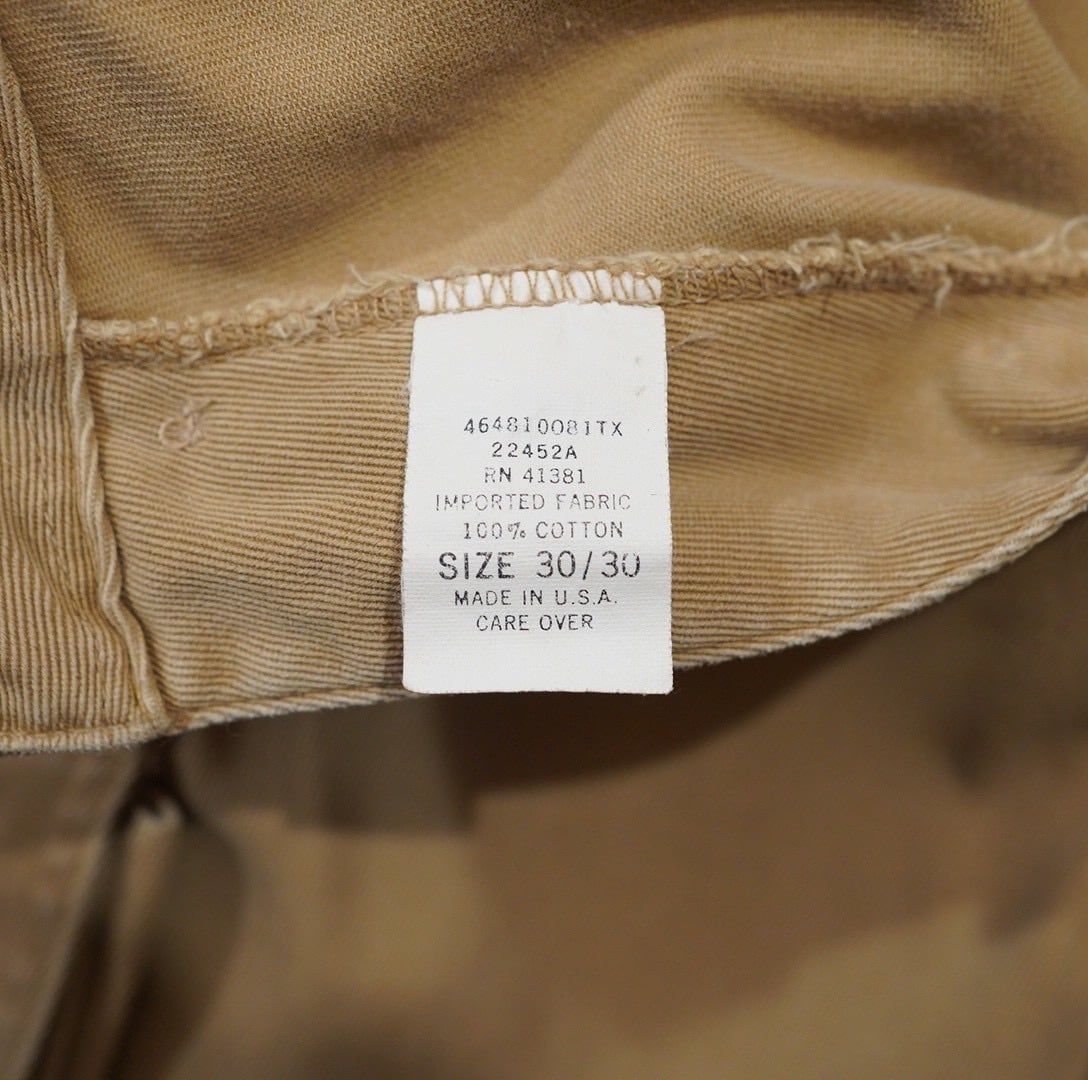 464810081TX
22452A
RN 41381
IMPORTED FABRIC
100% COTTON
SIZE 30/30
MADE IN U.S.A.
CARE OVER